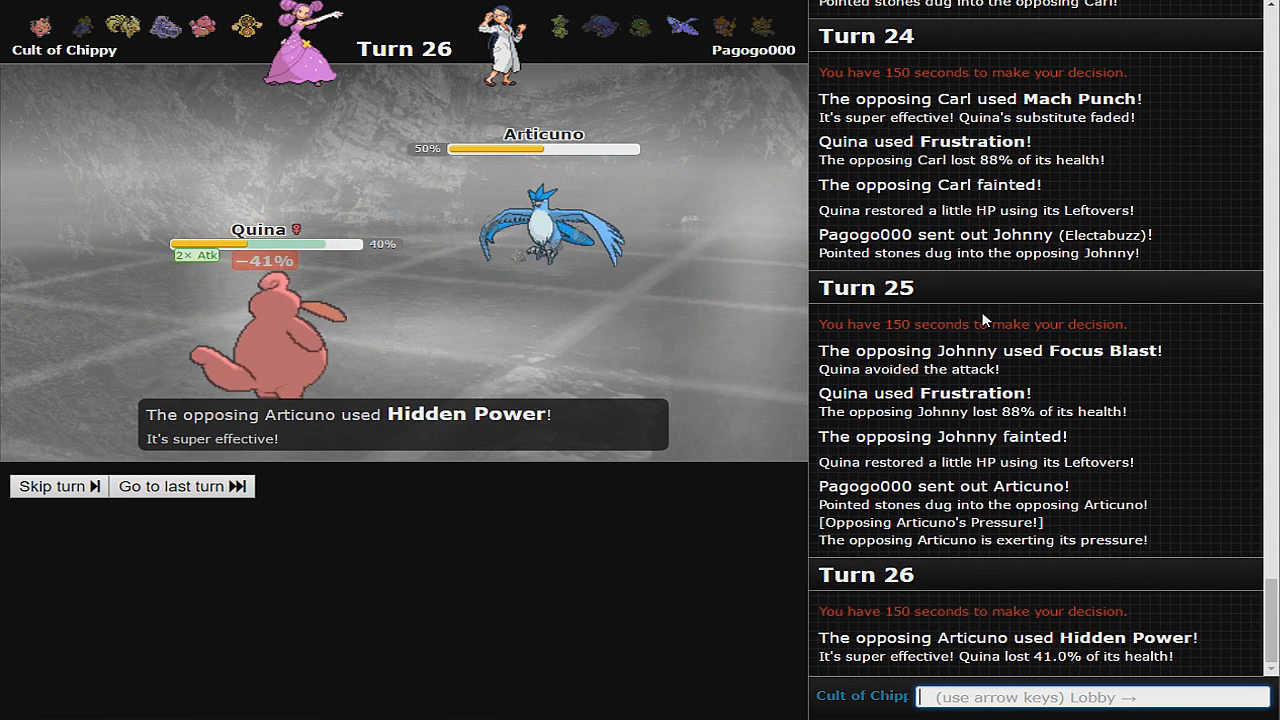 Cult of Chippy
Turn 26
Pagogo000
Articuno
50%
Quina
40%
2× Atk
−41%
The opposing Articuno used Hidden Power!
It's super effective!
Skip turn
Go to last turn
Pointed stones dug into the opposing Carl!
Turn 24
You have 150 seconds to make your decision.
The opposing Carl used Mach Punch!
It's super effective! Quina's substitute faded!
Quina used Frustration!
The opposing Carl lost 88% of its health!
The opposing Carl fainted!
Quina restored a little HP using its Leftovers!
Pagogo000 sent out Johnny (Electabuzz)!
Pointed stones dug into the opposing Johnny!
Turn 25
You have 150 seconds to make your decision.
The opposing Johnny used Focus Blast!
Quina avoided the attack!
Quina used Frustration!
The opposing Johnny lost 88% of its health!
The opposing Johnny fainted!
Quina restored a little HP using its Leftovers!
Pagogo000 sent out Articuno!
Pointed stones dug into the opposing Articuno!
[Opposing Articuno's Pressure!]
The opposing Articuno is exerting its pressure!
Turn 26
You have 150 seconds to make your decision.
The opposing Articuno used Hidden Power!
It's super effective! Quina lost 41.0% of its health!
Cult of Chipp
(use arrow keys) Lobby →